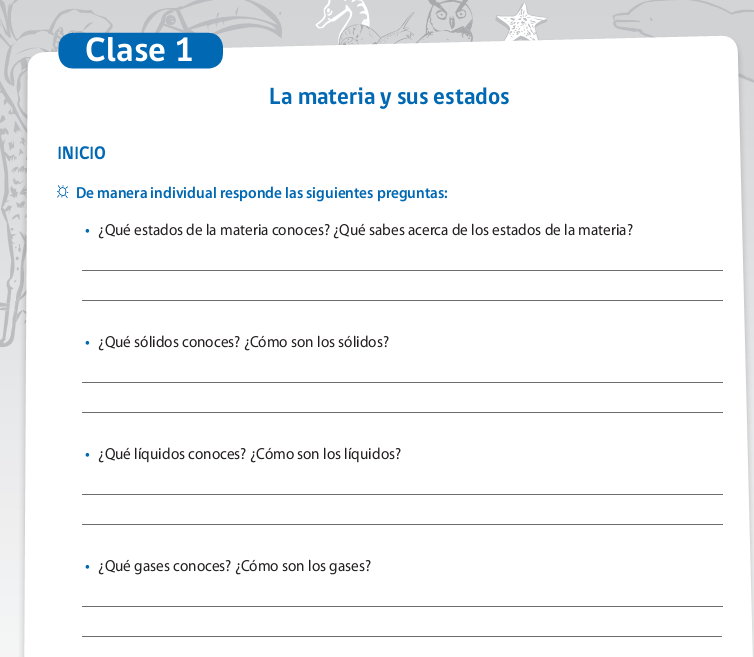 Clase 1
La materia y sus estados
INICIO
De manera individual responde las siguientes preguntas:
• ¿Qué estados de la materia conoces? ¿Qué sabes acerca de los estados de la materia?
• ¿Qué sólidos conoces? ¿Cómo son los sólidos?
• ¿Qué líquidos conoces? ¿Cómo son los líquidos?
• ¿Qué gases conoces? ¿Cómo son los gases?